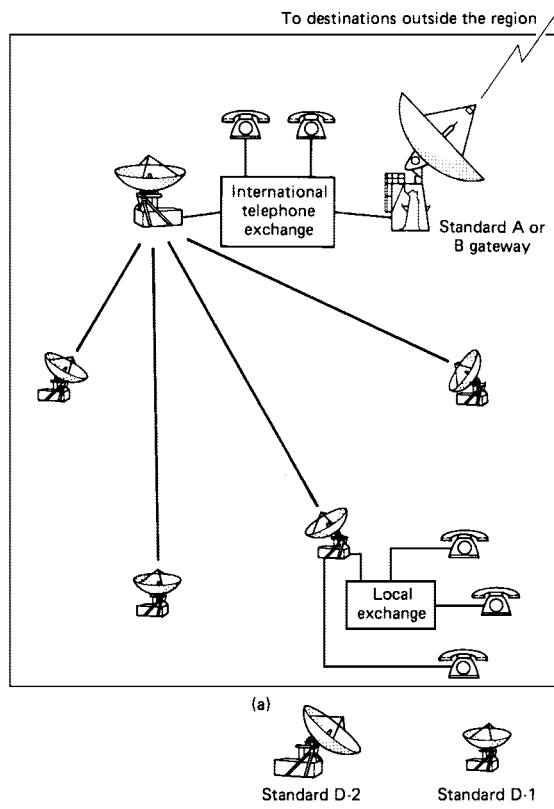 To destinations outside the region
International
telephone
exchange
Standard A or
B gateway
Local
exchange
(a)
Standard D-2
Standard D-1